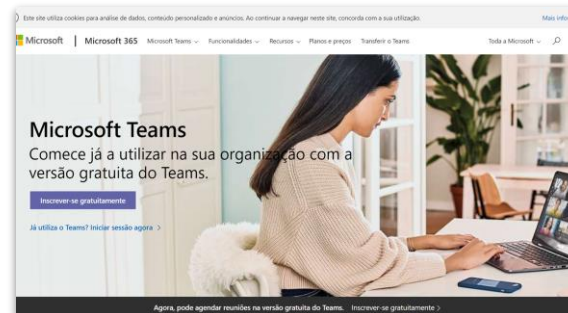 Este site utiliza cookies para análise de dados, conteúdo personalizado e anúncios. Ao continuar a navegar neste site, concorda com a sua utilização. Mais
Microsoft | Microsoft 365 Microsoft Teams Funcionalidades Recursos Planos e preços Transferir o Teams Toda a Microsoft
Microsoft Teams
Comece já a utilizar na sua organização com a
versão gratuita do Teams.
Inscrever-se gratuitamente
Já utiliza o Teams? Iniciar sessão agora >
Agora, pode agendar reuniões na versão gratuita do Teams. Inscrever-se gratuitamente >